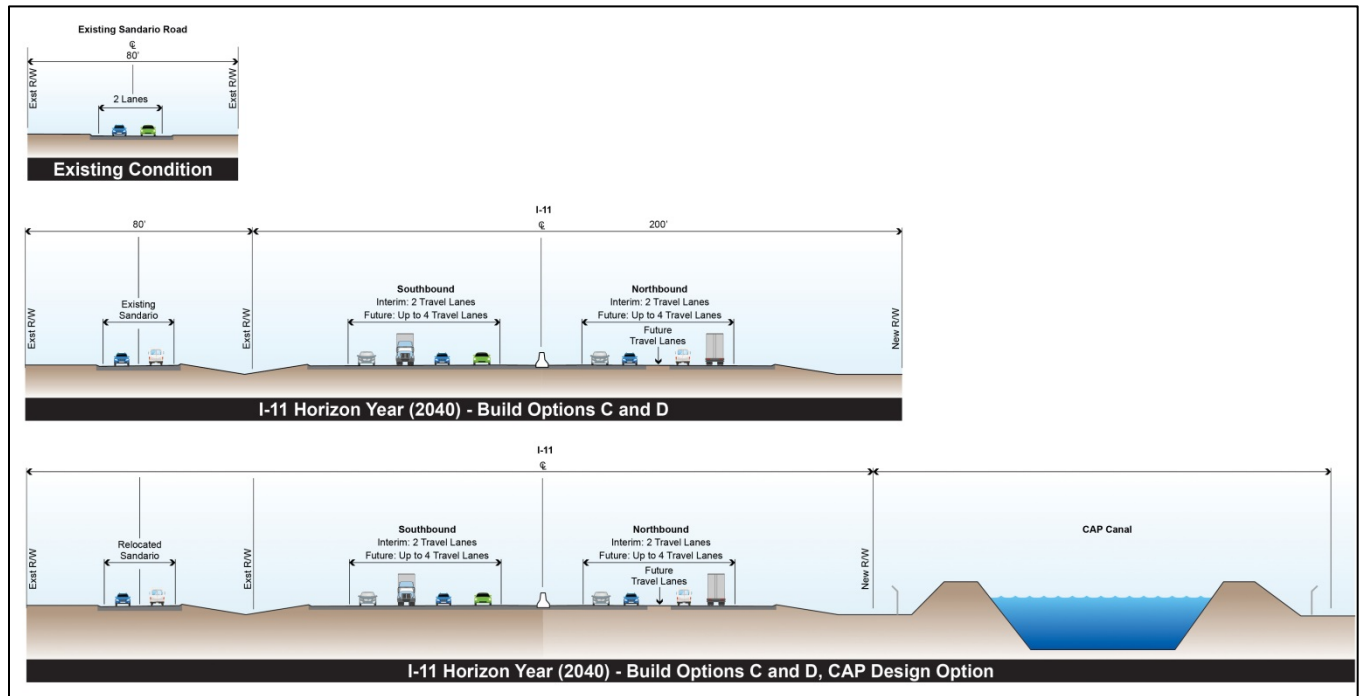 Existing Sandario Road
℄
80'
Exst R/W
Exst R/W
2 Lanes
Existing Condition
I-11
℄
80'
200'
Exst R/W
Existing
Sandario
Exst R/W
Southbound
Interim: 2 Travel Lanes
Future: Up to 4 Travel Lanes
Northbound
Interim: 2 Travel Lanes
Future: Up to 4 Travel Lanes
Future
Travel Lanes
New R/W
I-11 Horizon Year (2040) - Build Options C and D
I-11
℄
Exst R/W
Relocated
Sandario
Exst R/W
Southbound
Interim: 2 Travel Lanes
Future: Up to 4 Travel Lanes
Northbound
Interim: 2 Travel Lanes
Future: Up to 4 Travel Lanes
Future
Travel Lanes
New R/W
CAP Canal
I-11 Horizon Year (2040) - Build Options C and D, CAP Design Option